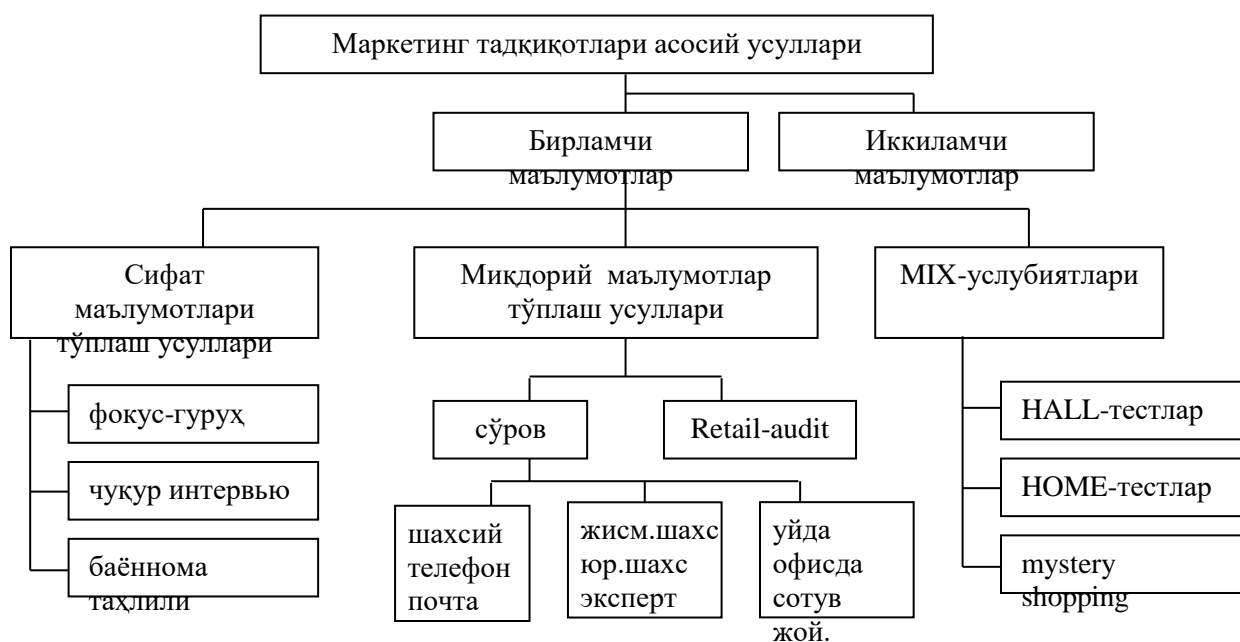 Маркетинг тадқиқотлари асосий усуллари
Бирламчи
маълумотлар
Иккиламчи
маълумотлар
Сифат
маълумотлари
тўплаш усуллари
Миқдорий маълумотлар
тўплаш усуллари
MIX-услубиятлари
фокус-гуруҳ
чуқур интервью
баённома
таҳлили
сўров
Retail-audit
шахсий
телефон
почта
жисм.шахс
юр.шахс
эксперт
уйда
офисда
сотув
жой.
HALL-тестлар
HOME-тестлар
mystery
shopping